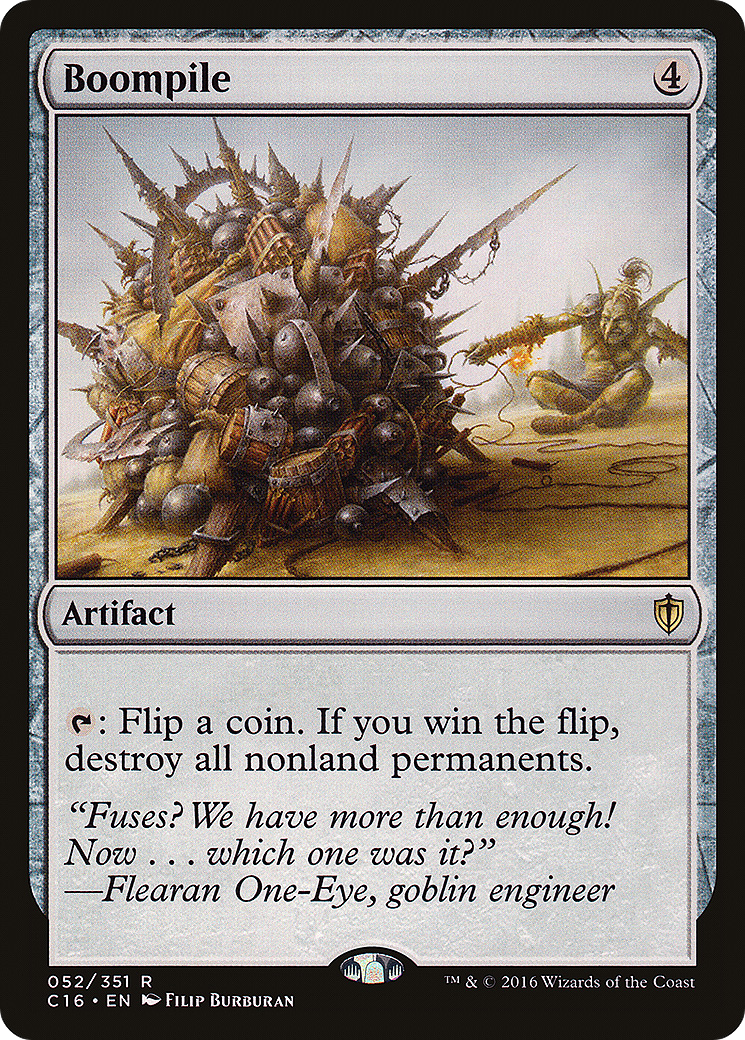 Boompile 4
Artifact
: Flip a coin. If you win the flip,
destroy all nonland permanents.
“Fuses? We have more than enough!
Now . . . which one was it?”
—Flearan One-Eye, goblin engineer
052/351 R
C16 • EN Filip Burburan
™ & © 2016 Wizards of the Coast